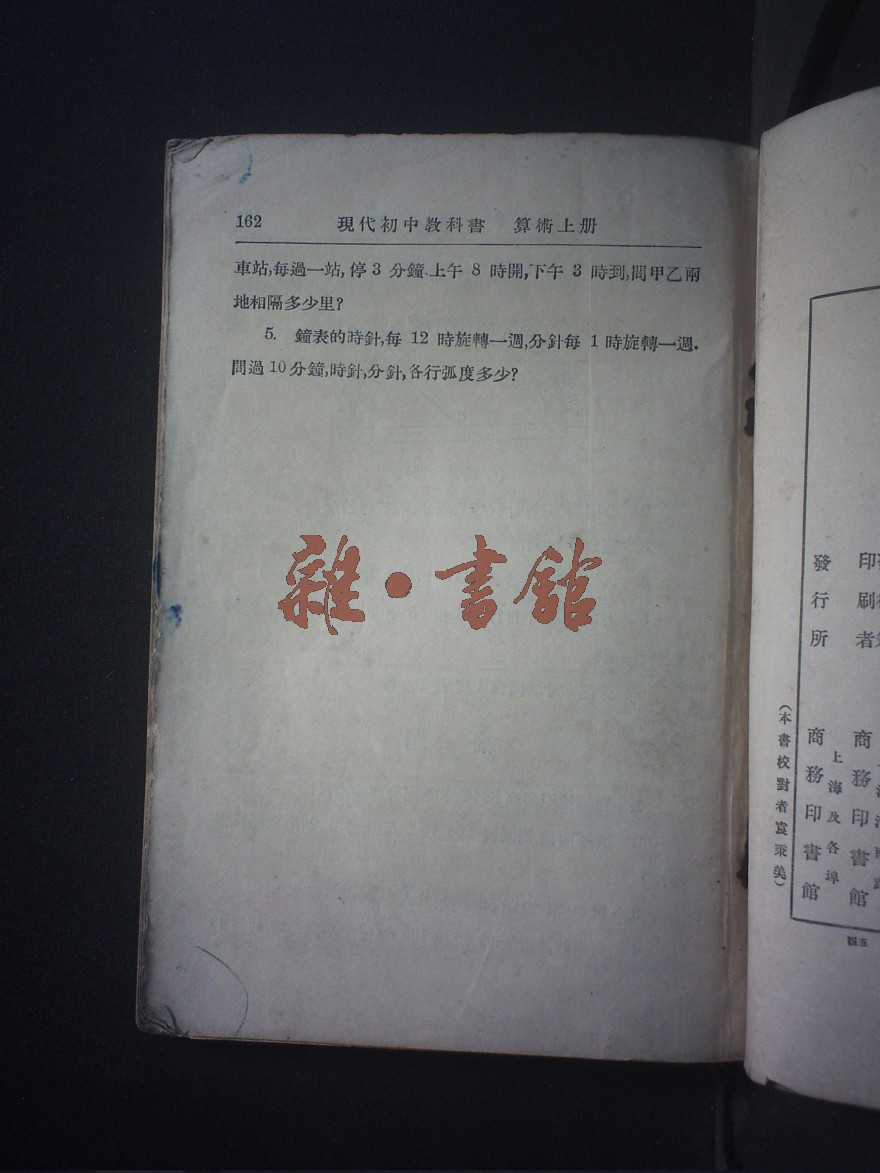 162 現代初中教科書 算術上册
車站,每過一站,停 3 分鐘.上午 8 時開,下午 3 時到,問甲乙兩
地相隔多少里?
5. 鐘表的時針,每 12 時旋轉一週,分針每 1 時旋轉一週.
問過 10 分鐘,時針,分針,各行弧度多少?
雜·書館
印刷者
商務印書館
發行所
上海及各埠
商務印書館
(本書校對者 秉美)
四五